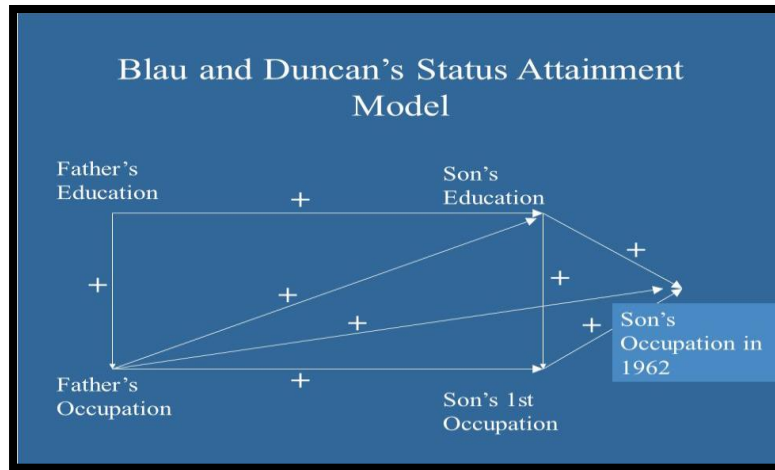 Blau and Duncan's Status Attainment
Model
Father's
Education
Son's
Education
+
+
+
+
+
+
+
+
Son's
Occupation in
1962
Father's
Occupation
Son's 1st
Occupation